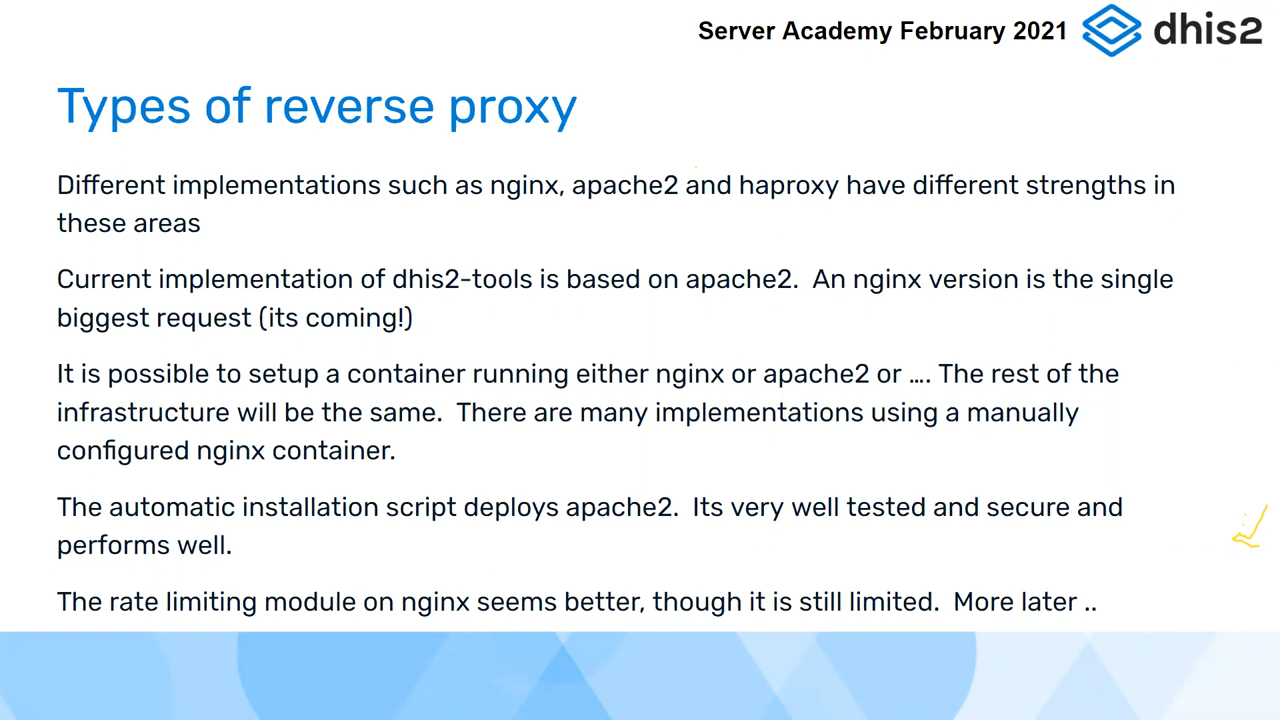 Server Academy February 2021 dhis2
Types of reverse proxy
Different implementations such as nginx, apache2 and haproxy have different strengths in
these areas
Current implementation of dhis2-tools is based on apache2.  An nginx version is the single
biggest request (its coming!)
It is possible to setup a container running either nginx or apache2 or .... The rest of the
infrastructure will be the same.  There are many implementations using a manually
configured nginx container.
The automatic installation script deploys apache2.  Its very well tested and secure and
performs well.
The rate limiting module on nginx seems better, though it is still limited.  More later ..